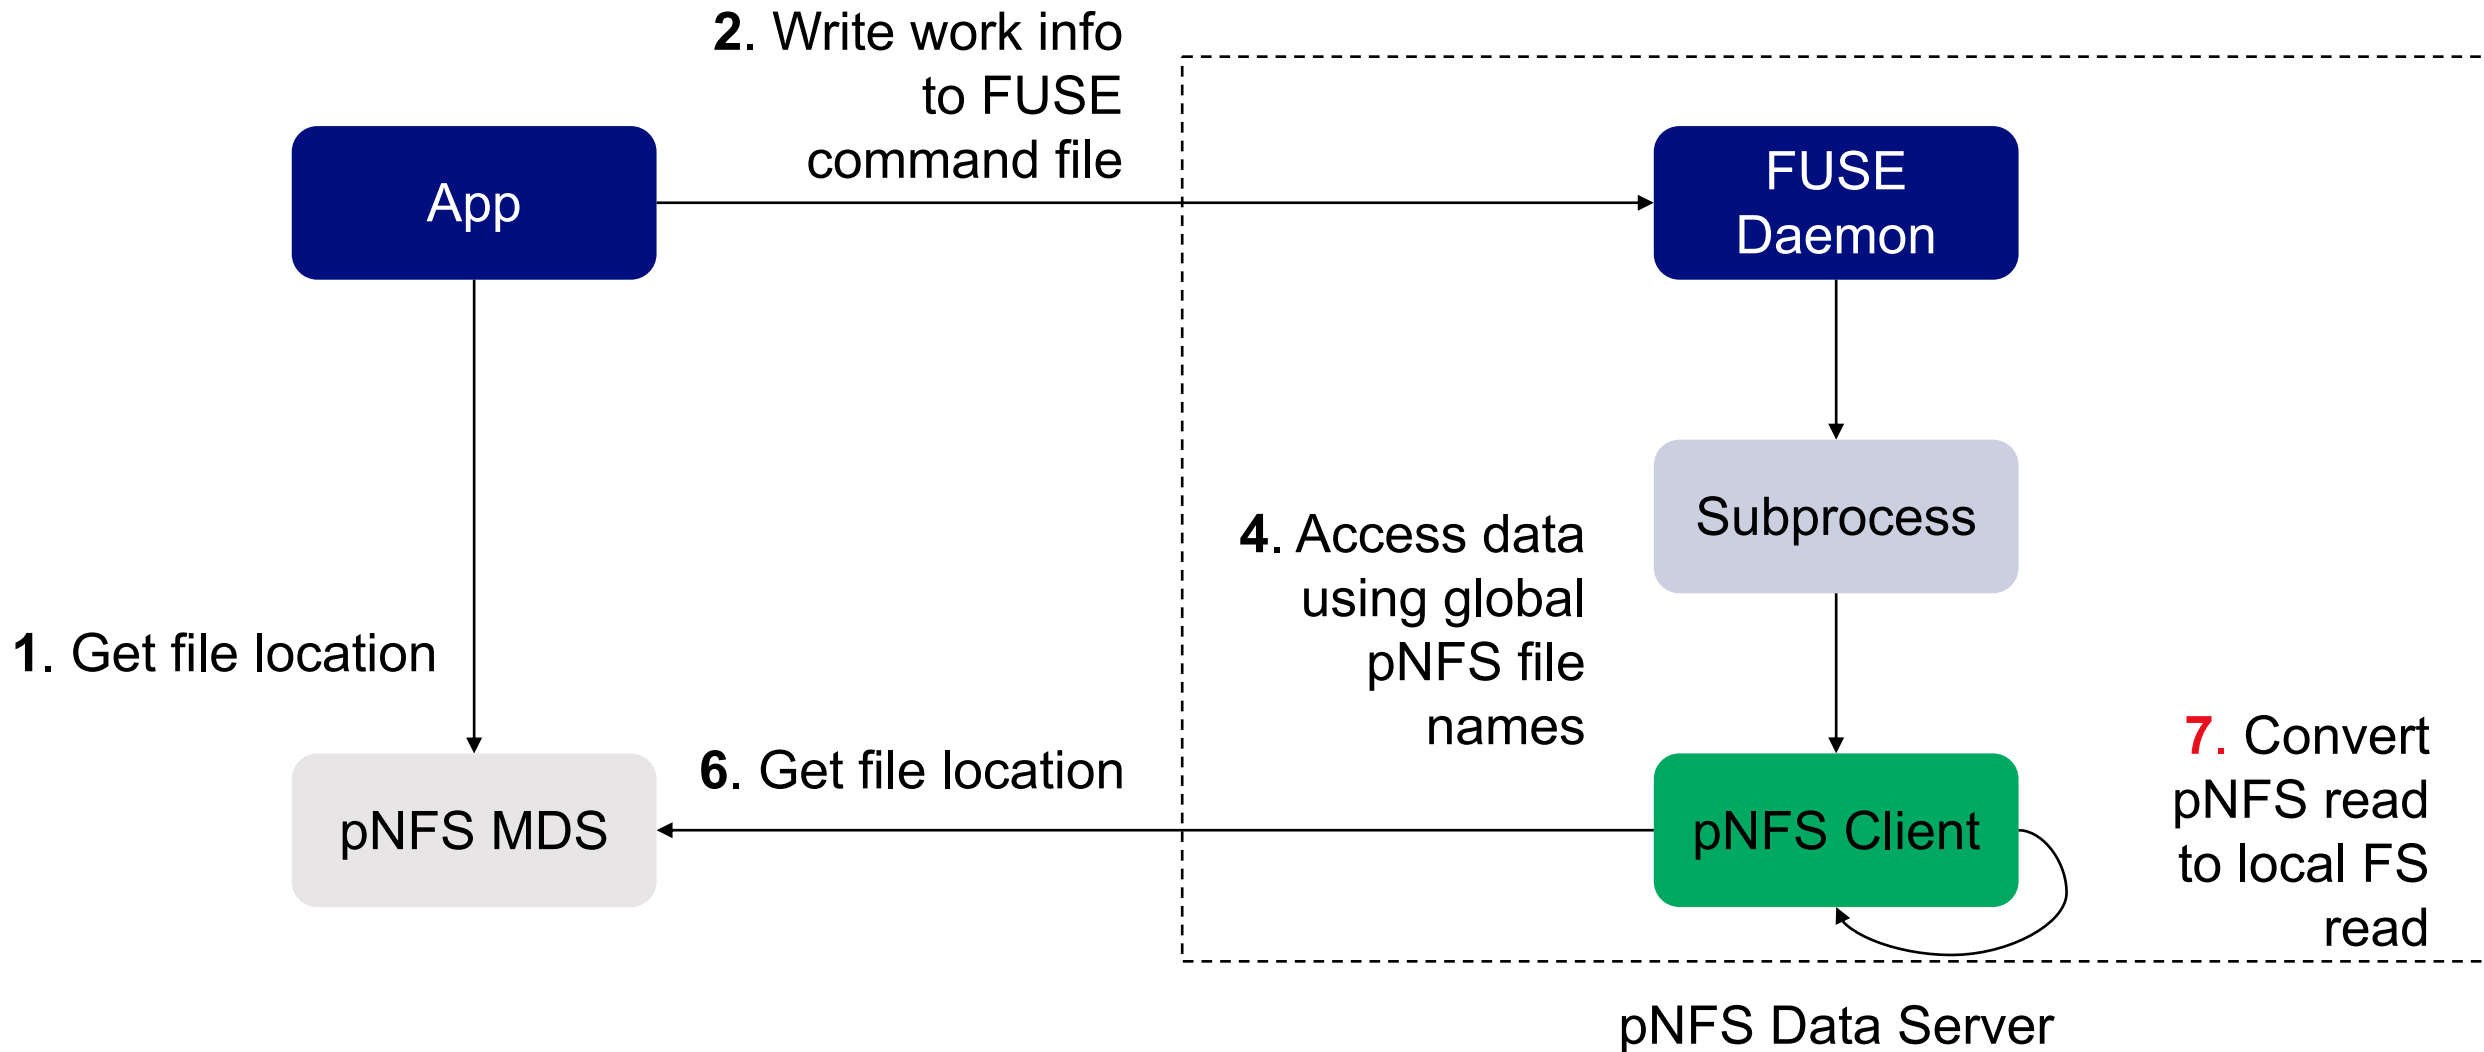 2. Write work info
to FUSE
command file
App
FUSE
Daemon
Subprocess
4. Access data
using global
pNFS file
names
1. Get file location
6. Get file location
7. Convert
pNFS read
to local FS
read
pNFS MDS
pNFS Client
pNFS Data Server